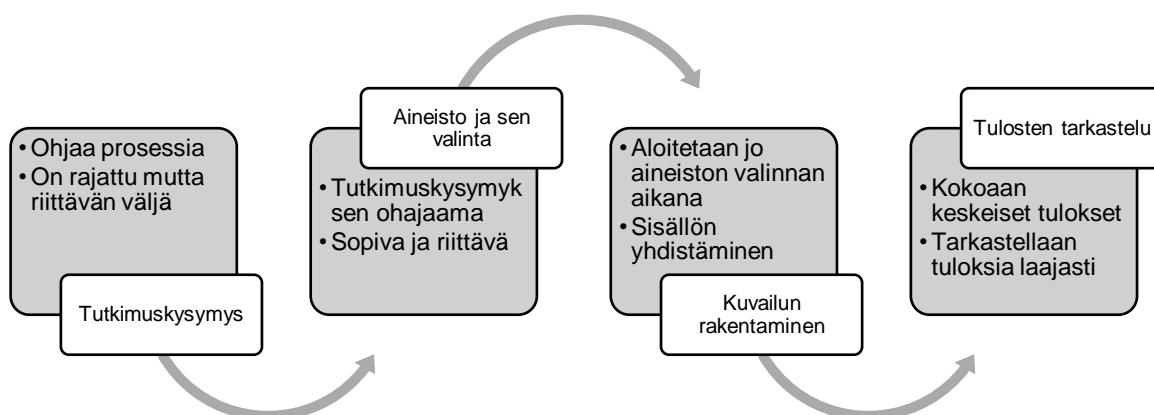 • Ohjaa prosessia
• On rajattu mutta
riittävän väljä
Tutkimuskysymys
Aineisto ja sen
valinta
• Tutkimuskysymyk
sen ohajaama
• Sopiva ja riittävä
• Aloitetaan jo
aineiston valinnan
aikana
• Sisällön
yhdistäminen
Kuvailun
rakentaminen
Tulosten tarkastelu
• Kokoaan
keskeiset tulokset
• Tarkastellaan
tuloksia laajasti